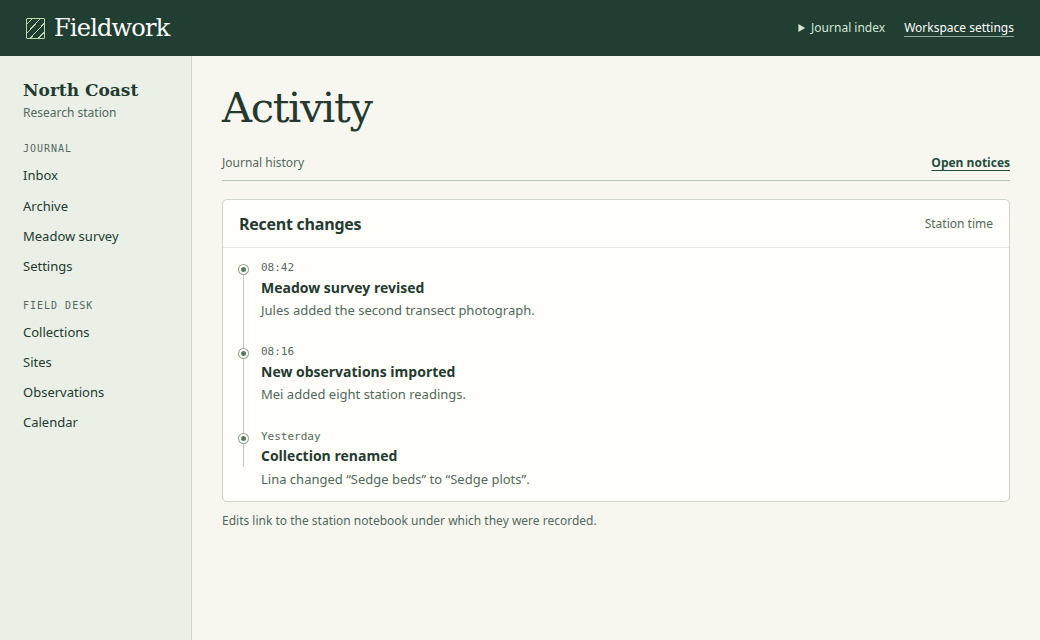 Fieldwork
Journal index
Workspace settings
North Coast
Research station
JOURNAL
Inbox
Archive
Meadow survey
Settings
FIELD DESK
Collections
Sites
Observations
Calendar
Activity
Journal history
Open notices
Recent changes
Station time
08:42
Meadow survey revised
Jules added the second transect photograph.
08:16
New observations imported
Mei added eight station readings.
Yesterday
Collection renamed
Lina changed “Sedge beds” to “Sedge plots”.
Edits link to the station notebook under which they were recorded.